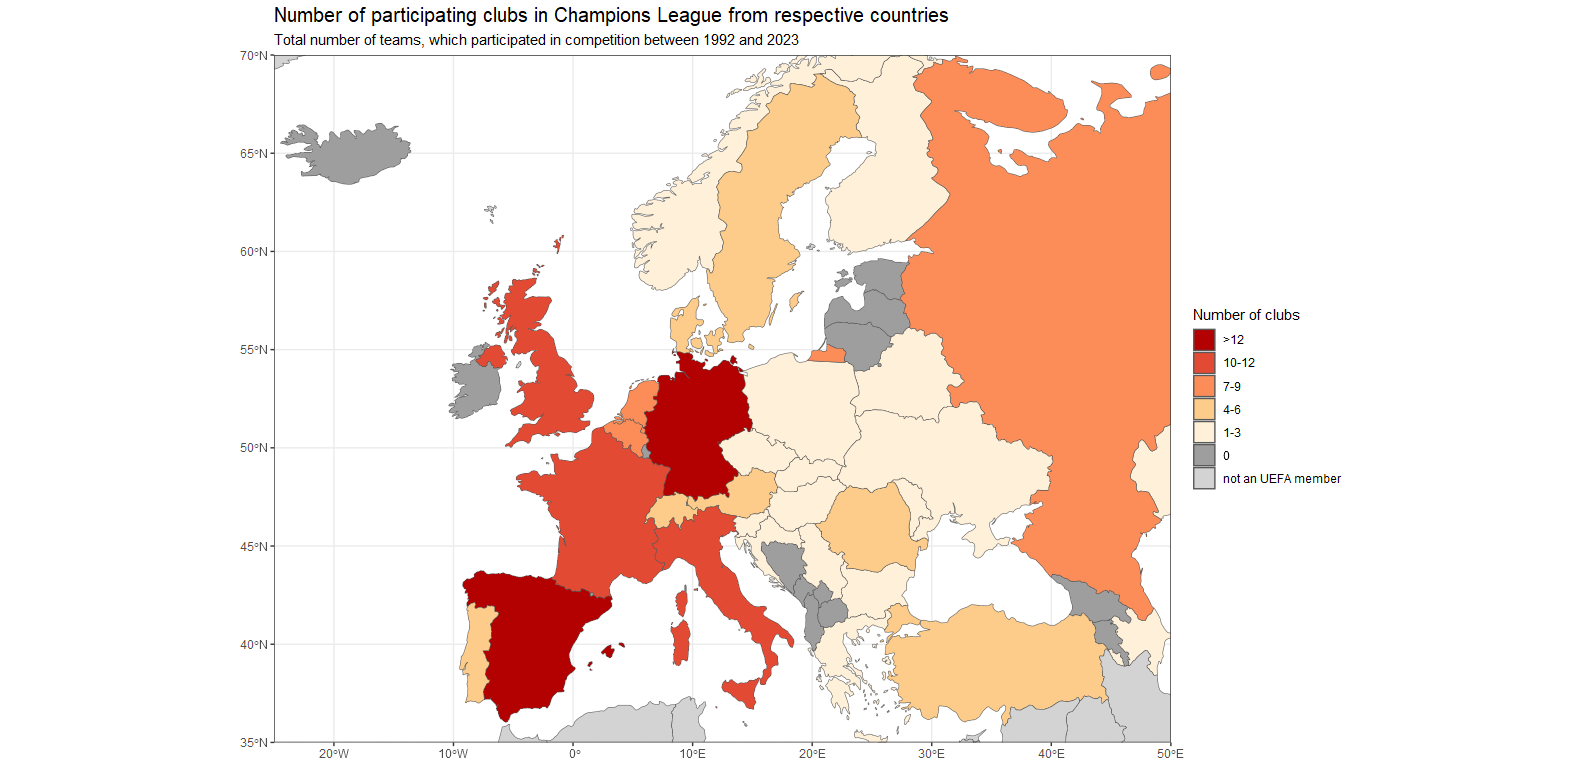 Number of participating clubs in Champions League from respective countries
Total number of teams, which participated in competition between 1992 and 2023
70°N
65°N
60°N
55°N
50°N
45°N
40°N
35°N
20°W
10°W
0°
10°E
20°E
30°E
40°E
50°E
Number of clubs
>12
10-12
7-9
4-6
1-3
0
not an UEFA member